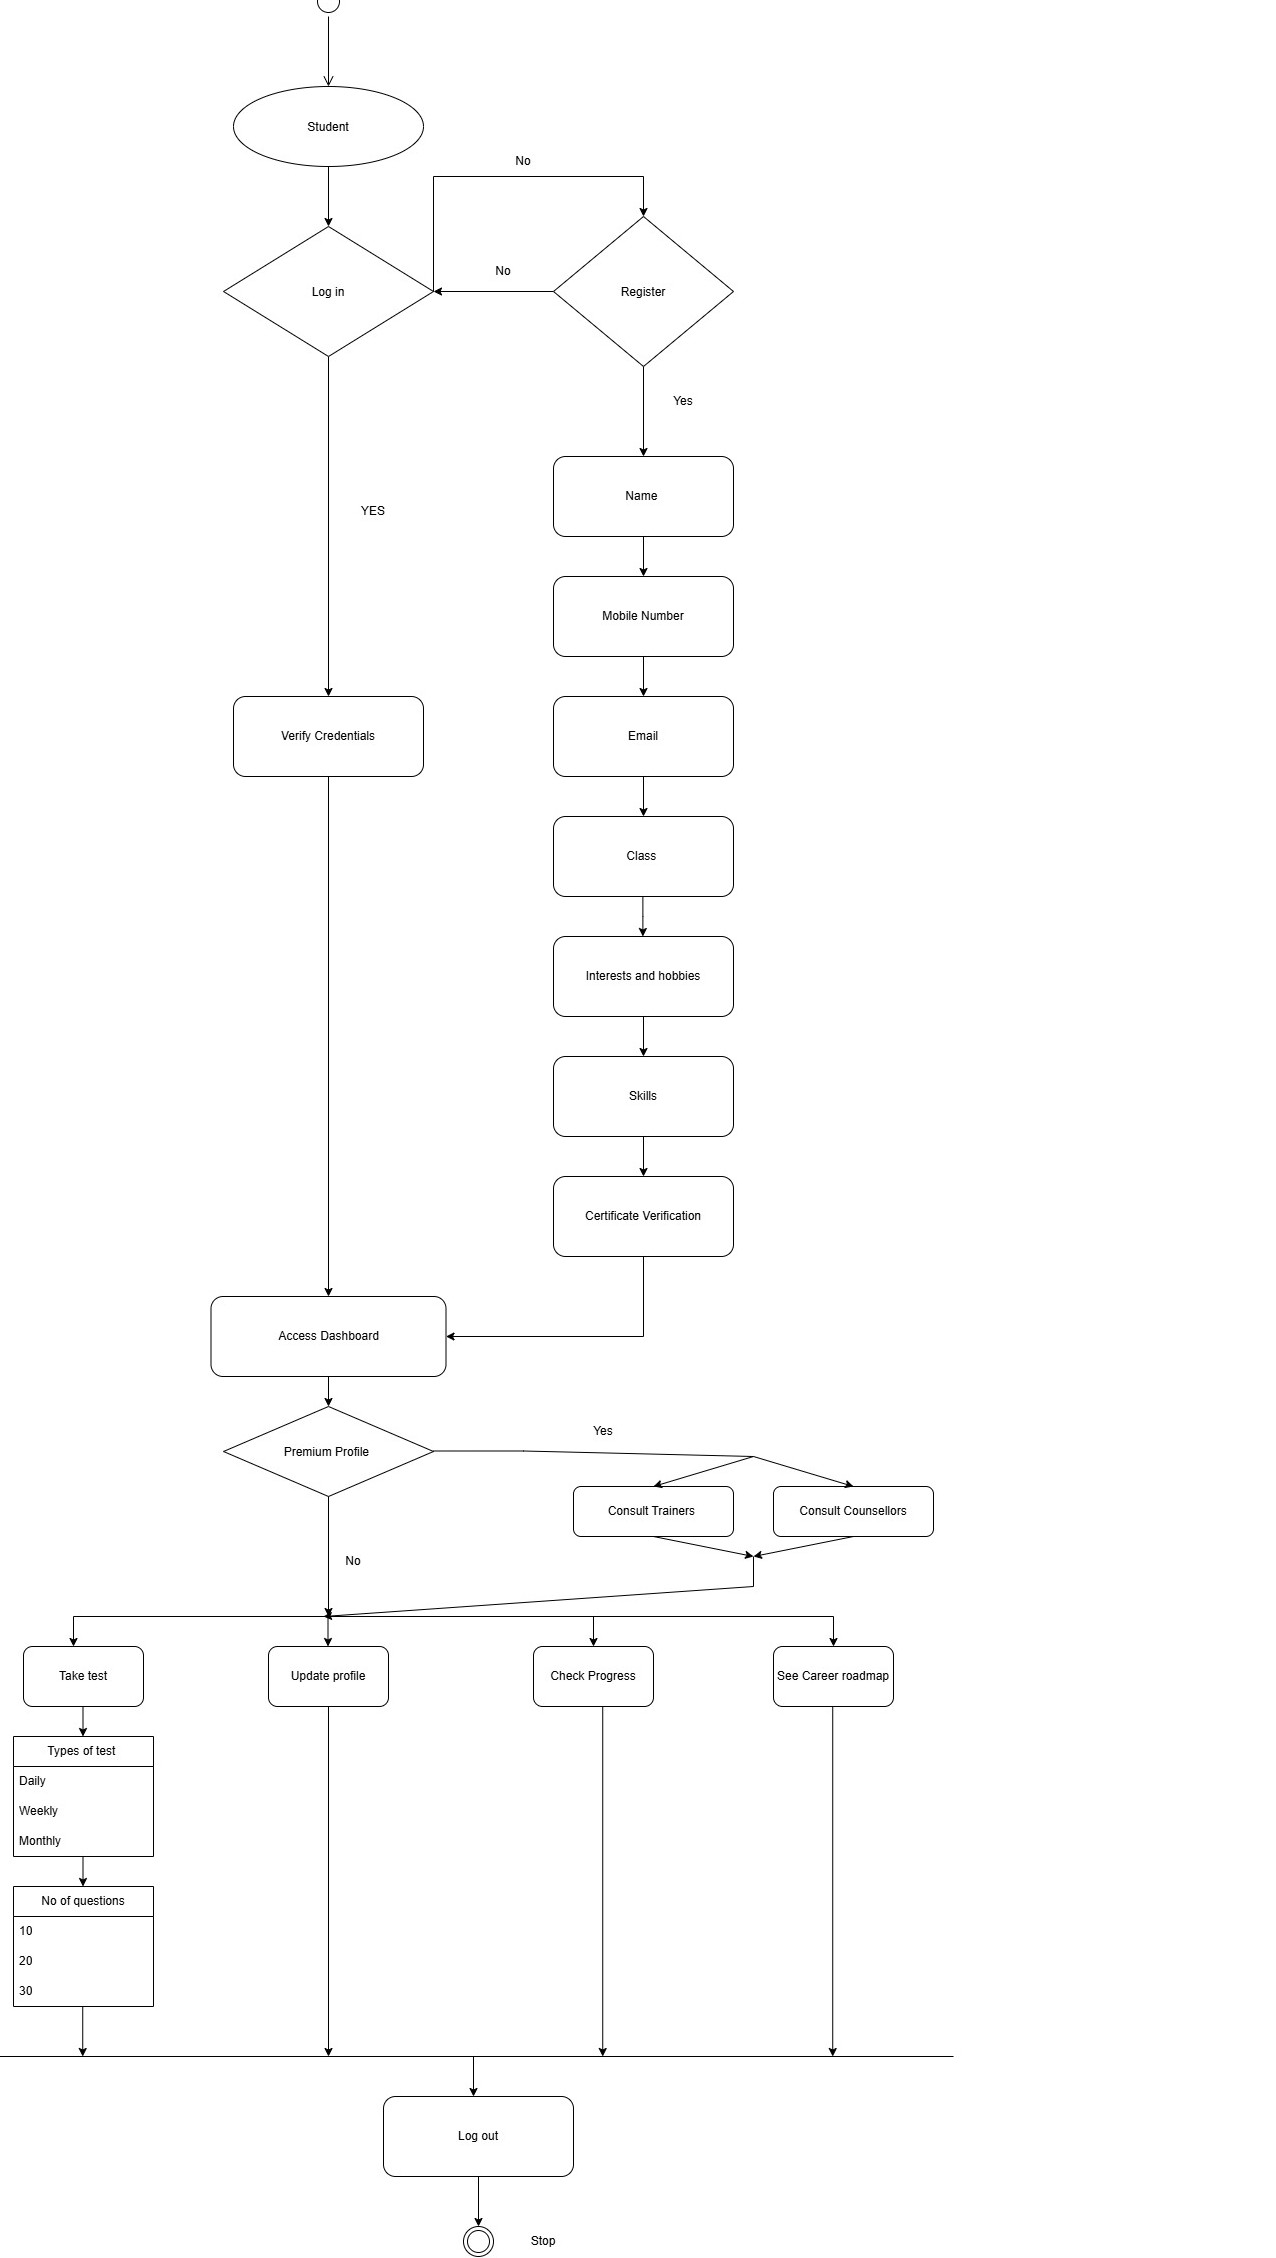 Student
No
Log in
No
Register
Yes
Name
YES
Mobile Number
Verify Credentials
Email
Class
Interests and hobbies
Skills
Certificate Verification
Access Dashboard
Premium Profile
Yes
Consult Trainers
Consult Counsellors
No
Take test
Update profile
Check Progress
See Career roadmap
Types of test
Daily
Weekly
Monthly
No of questions
10
20
30
Log out
Stop